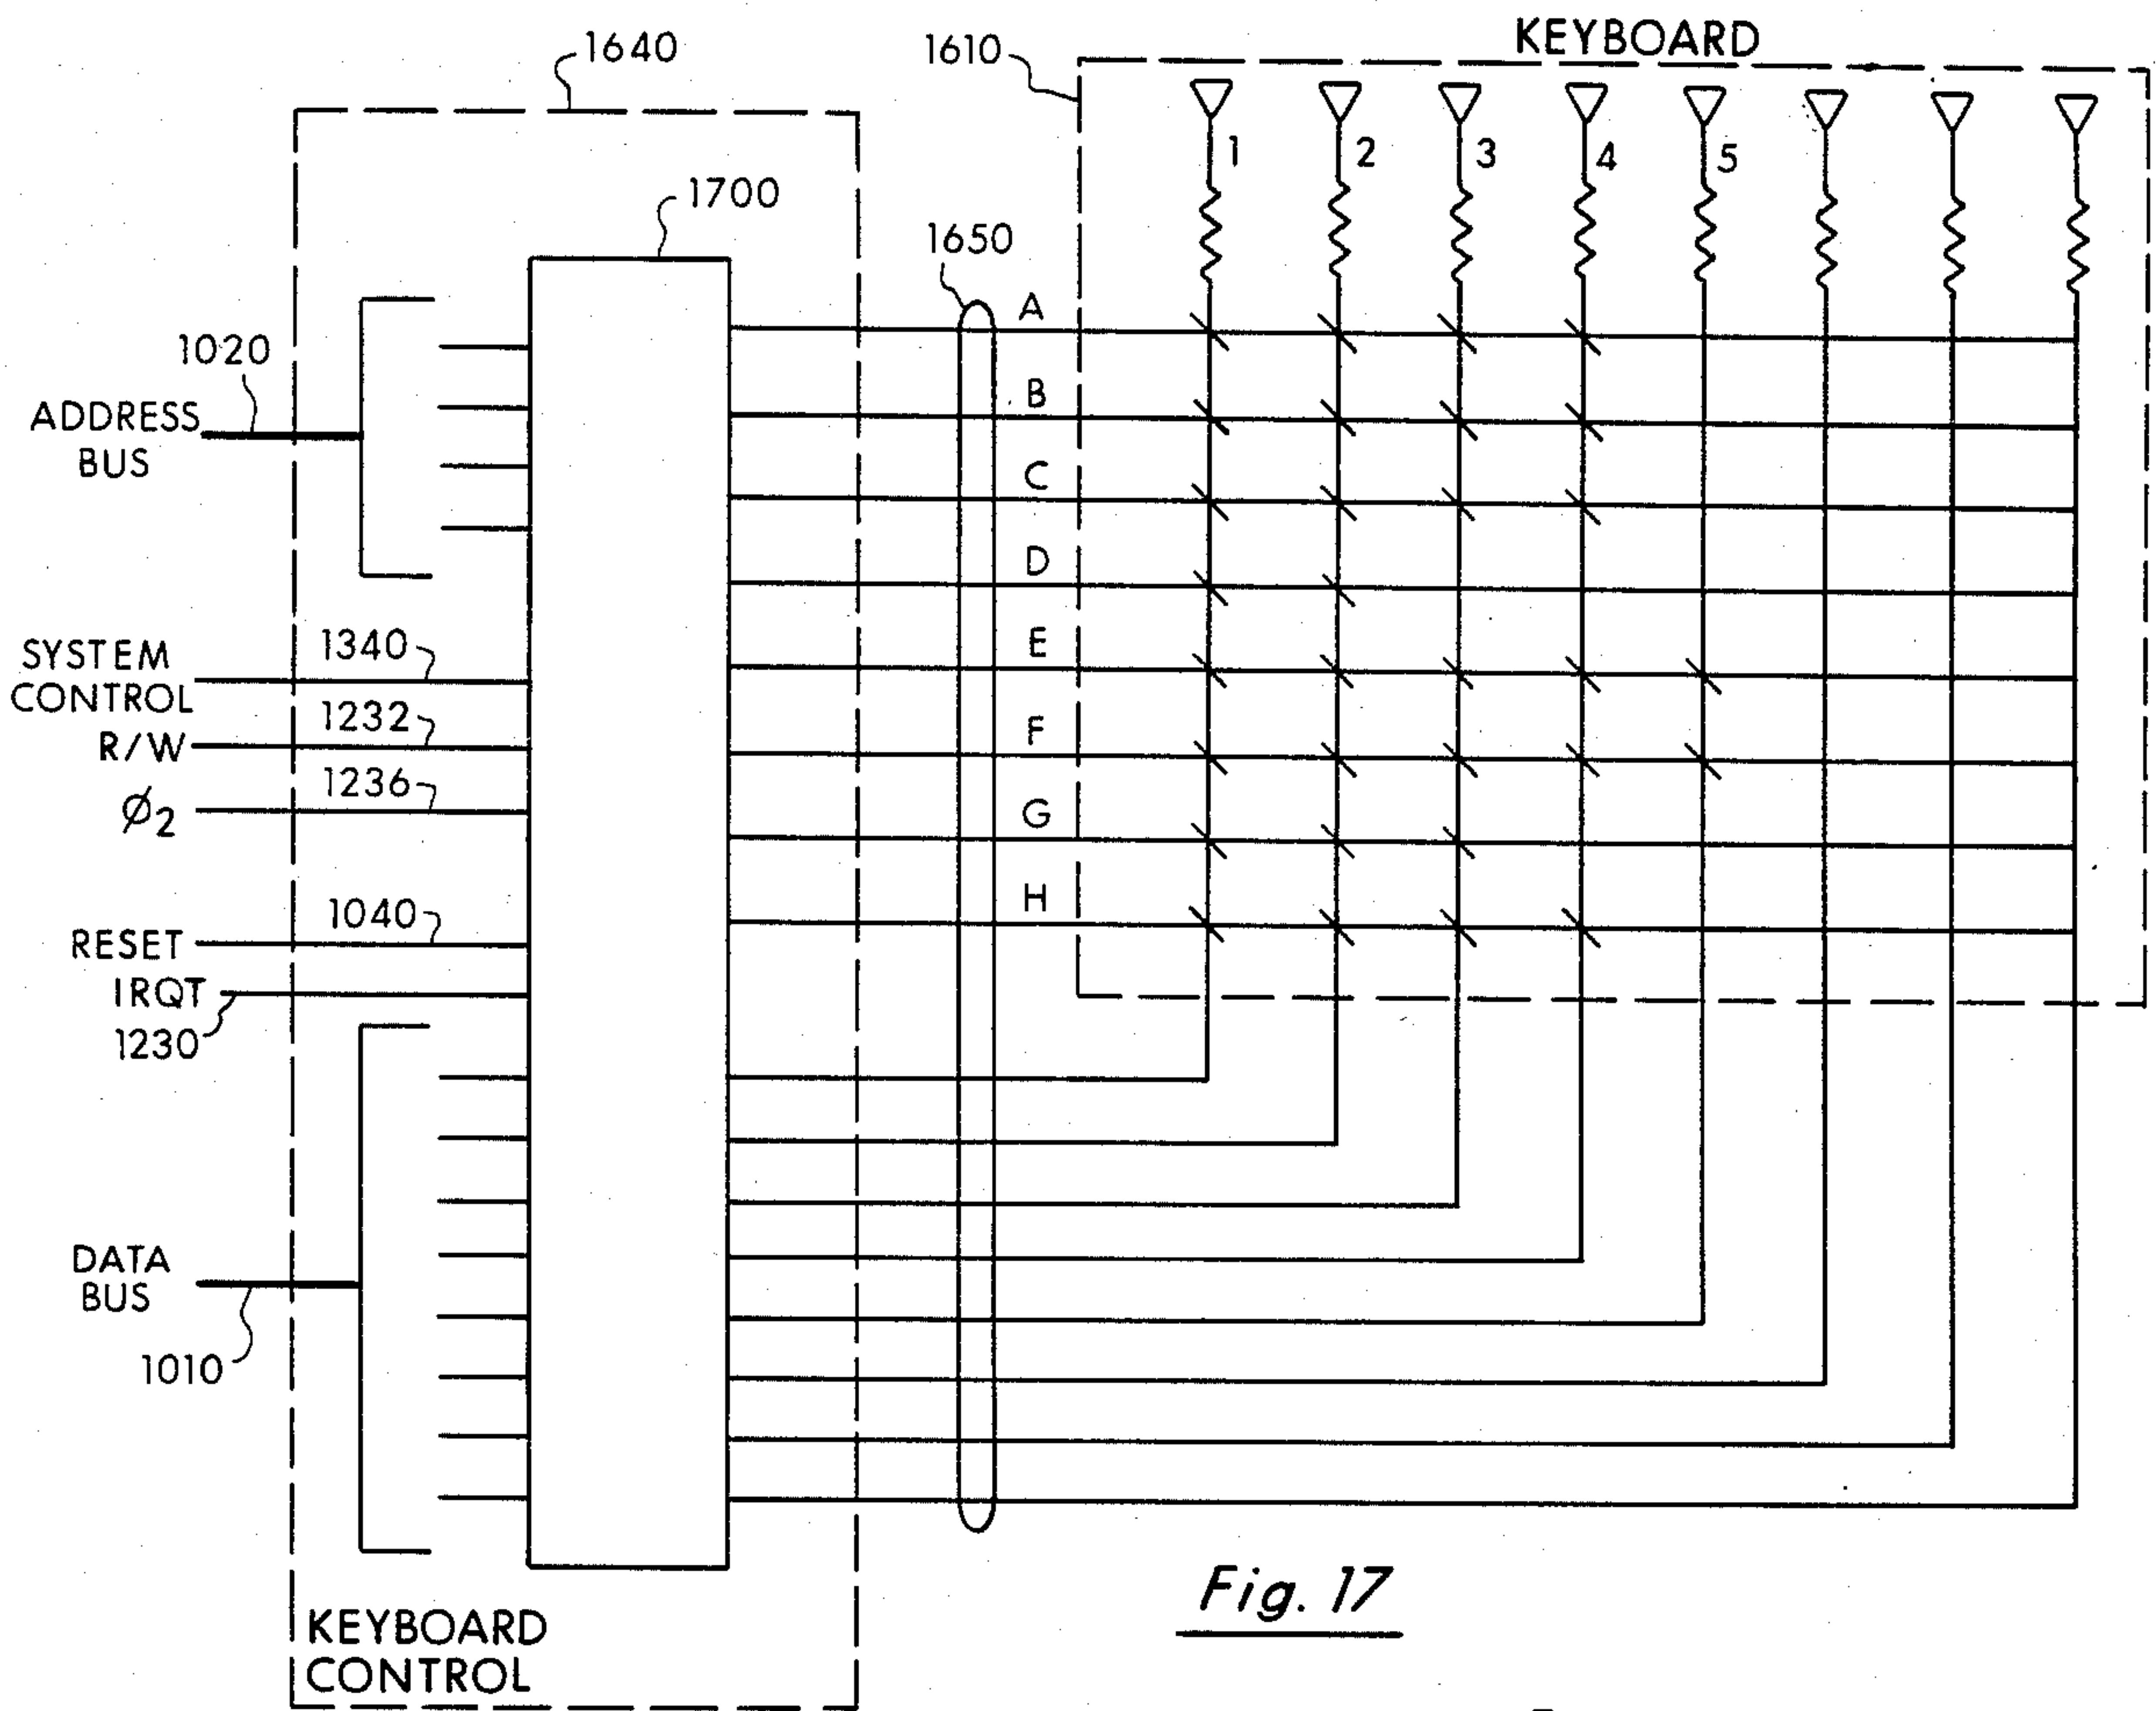 KEYBOARD
1640
1610
1 2 3 4 5
1700
1650
A
1020
B
ADDRESS
BUS
C
D
SYSTEM
CONTROL
1340
E
R/W
1232
F
Ø2
1236
G
RESET
1040
H
IRQT
1230
DATA
BUS
1010
KEYBOARD
CONTROL
Fig. 17